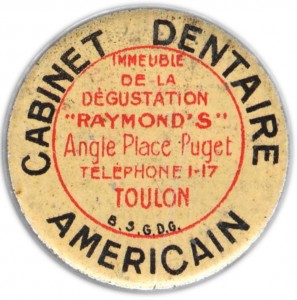 CABINET DENTAIRE
IMMEUBLE
DE LA
DÉGUSTATION
"RAYMOND'S"
Angle Place Puget
TÉLÉPHONE 1-17
TOULON
B.S.G.D.G.
AMERICAIN